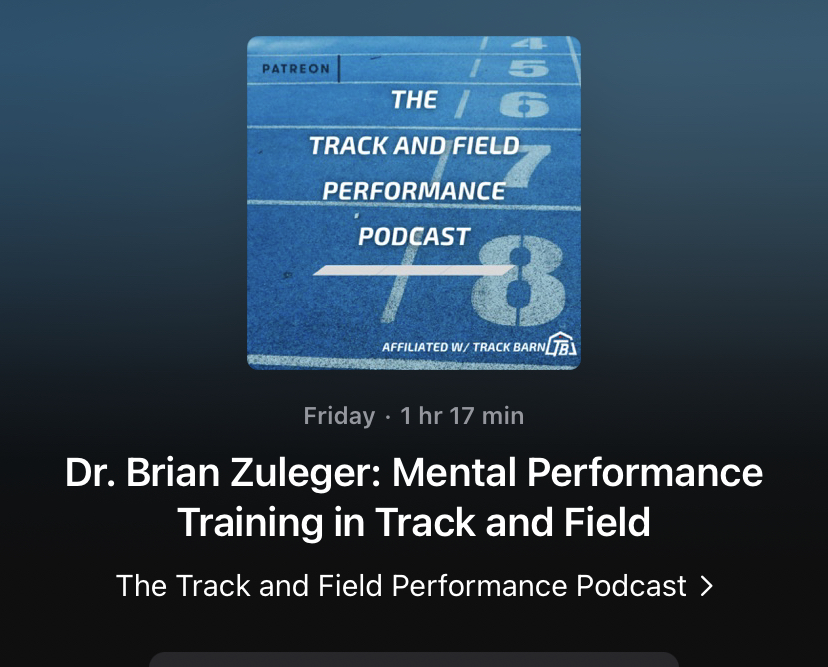 4
5
PATREON
6
THE
TRACK AND FIELD
7
PERFORMANCE
PODCAST
8
AFFILIATED W/ TRACK BARN TB
Friday · 1 hr 17 min
Dr. Brian Zuleger: Mental Performance
Training in Track and Field
The Track and Field Performance Podcast >